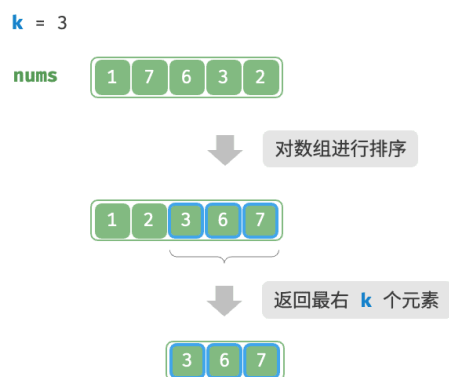 k = 3
nums 1 7 6 3 2
对数组进行排序
1 2 3 6 7
返回最右 k 个元素
3 6 7